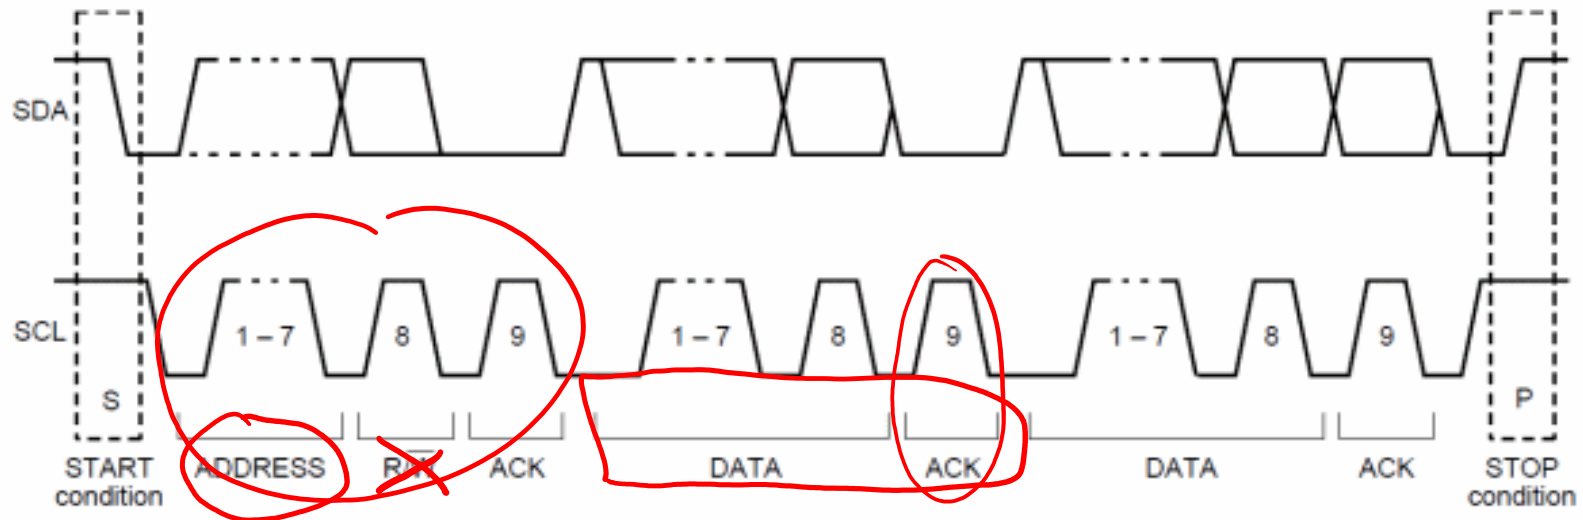 SDA
SCL
1 – 7 8 9 1 – 7 8 9 1 – 7 8 9
S P
START ADDRESS R/W ACK DATA ACK DATA ACK STOP
condition condition